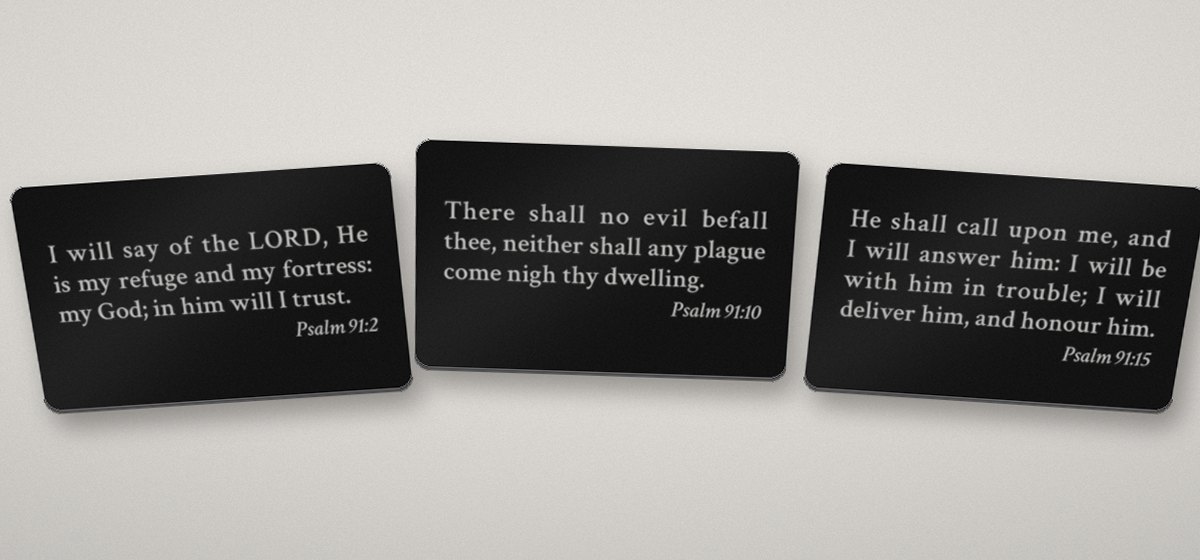 I will say of the LORD, He
is my refuge and my fortress:
my God; in him will I trust.
Psalm 91:2
There shall no evil befall
thee, neither shall any plague
come nigh thy dwelling.
Psalm 91:10
He shall call upon me, and
I will answer him: I will be
with him in trouble; I will
deliver him, and honour him.
Psalm 91:15